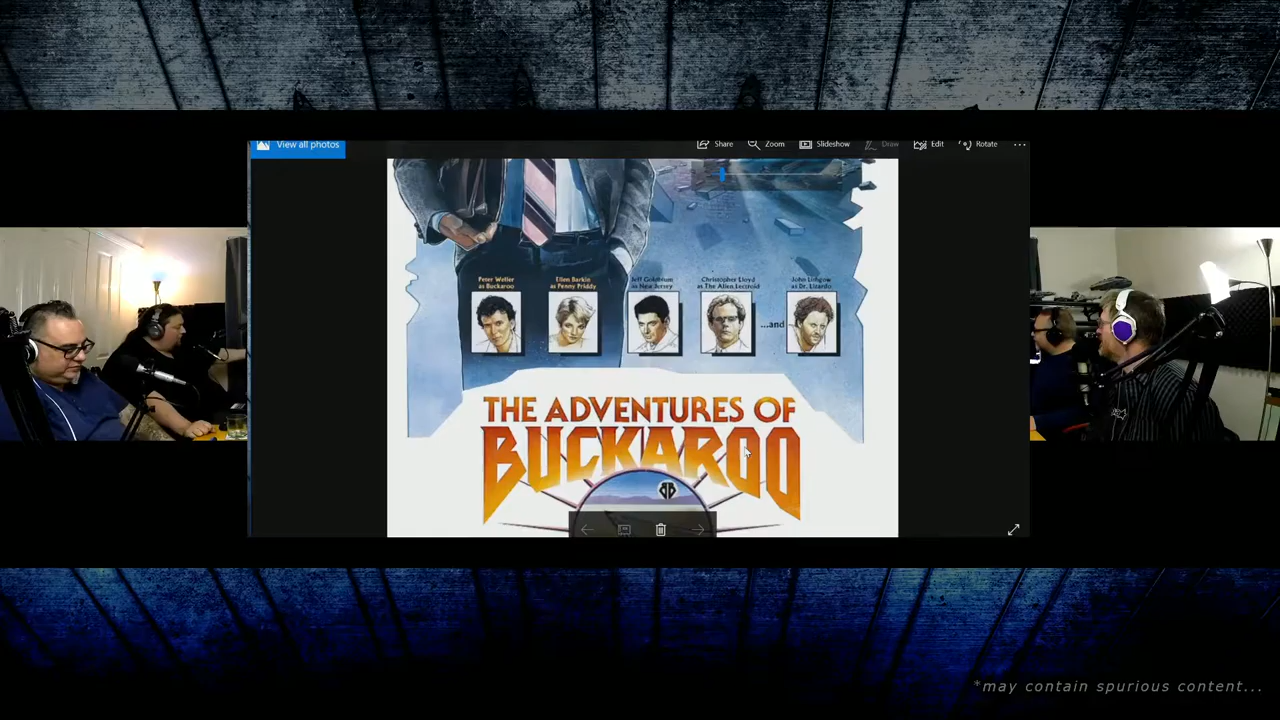 View all photos
Share Zoom Slideshow Draw Edit Rotate
Peter Weller
as Buckaroo
Ellen Barkin
as Penny Priddy
Jeff Goldblum
as New Jersey
Christopher Lloyd
as The Alien Lectroid
...and
John Lithgow
as Dr. Lizardo
THE ADVENTURES OF
BUCKAROO
*may contain spurious content...